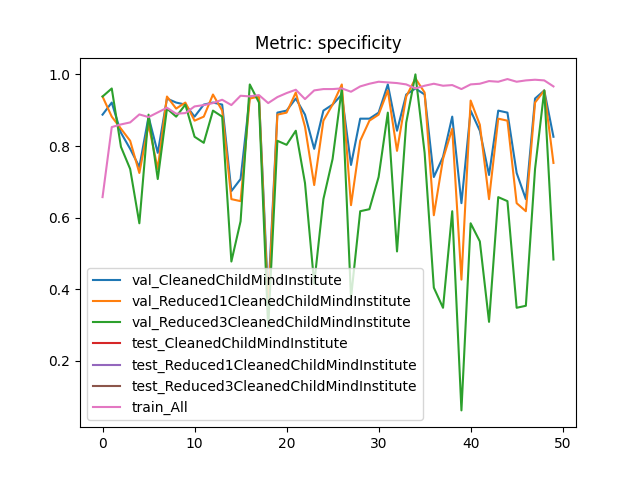 Metric: specificity
1.0
0.8
0.6
0.4
0.2
val_CleanedChildMindInstitute
val_Reduced1CleanedChildMindInstitute
val_Reduced3CleanedChildMindInstitute
test_CleanedChildMindInstitute
test_Reduced1CleanedChildMindInstitute
test_Reduced3CleanedChildMindInstitute
train_All
0 10 20 30 40 50